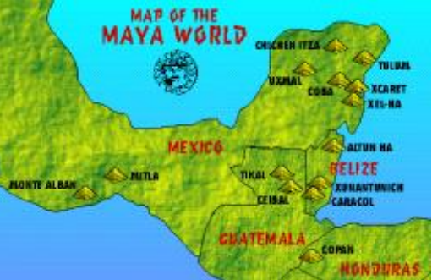 MAP OF THE
MAYA WORLD
CHICHEN ITZA
TULUM
UXMAL
COBA
XCARET
XEL-HA
MEXICO
ALTUN HA
TIKAL
BELIZE
MONTE ALBAN
MITLA
XUNANTUNICH
CEIBAL
CARACOL
GUATEMALA
COPAN
HONDURAS